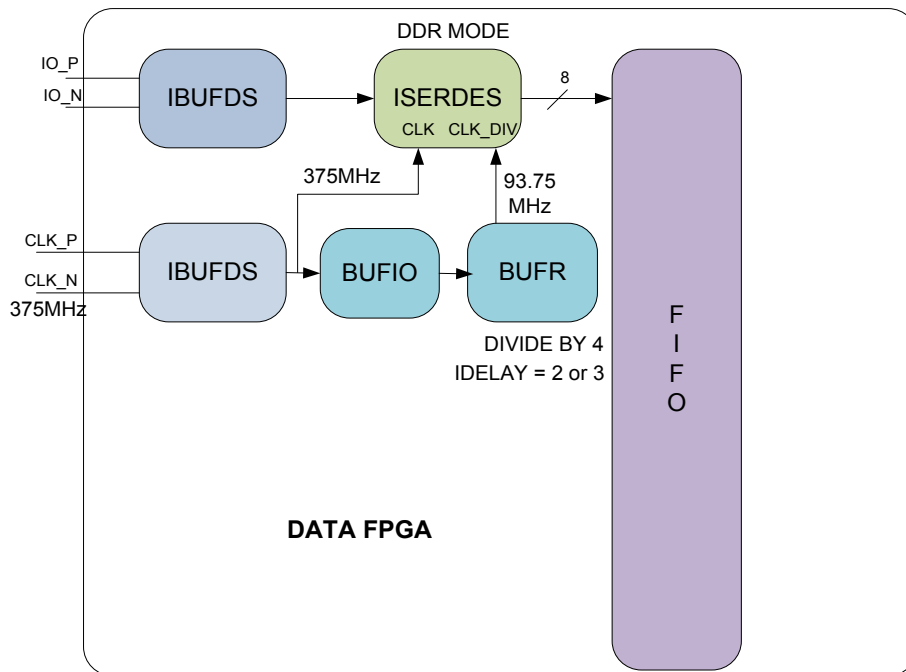 DDR MODE
IO_P
IO_N
IBUFDS
ISERDES
CLK CLK_DIV
8
375MHz
93.75
MHz
CLK_P
CLK_N
375MHz
IBUFDS
BUFIO
BUFR
DIVIDE BY 4
IDELAY = 2 or 3
F
I
F
O
DATA FPGA